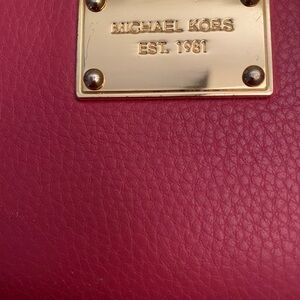 MICHAEL KORS
EST. 1981